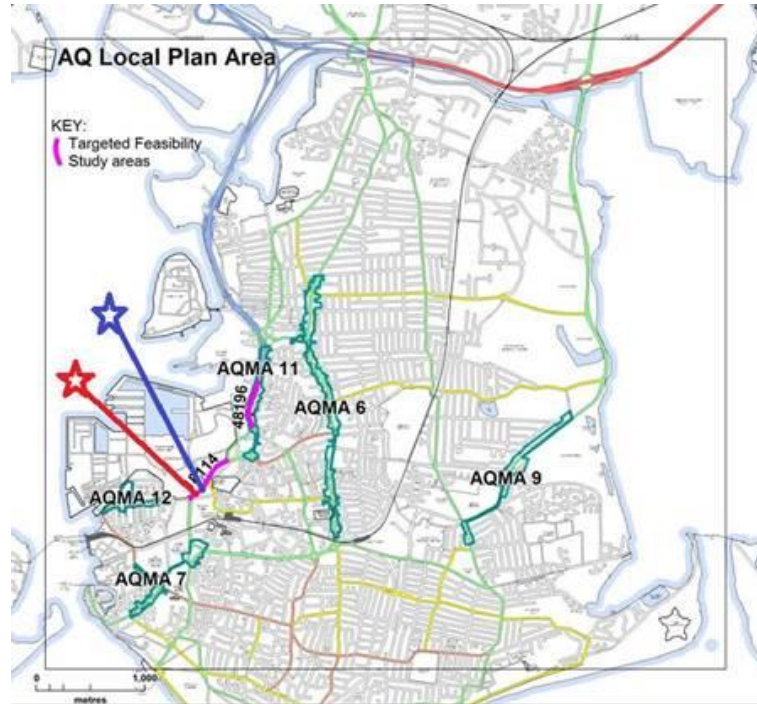 AQ Local Plan Area
KEY:
Targeted Feasibility
Study areas
AQMA 11
48196
AQMA 6
AQMA 9
AQMA 12
AQMA 7
0
1,000
metres